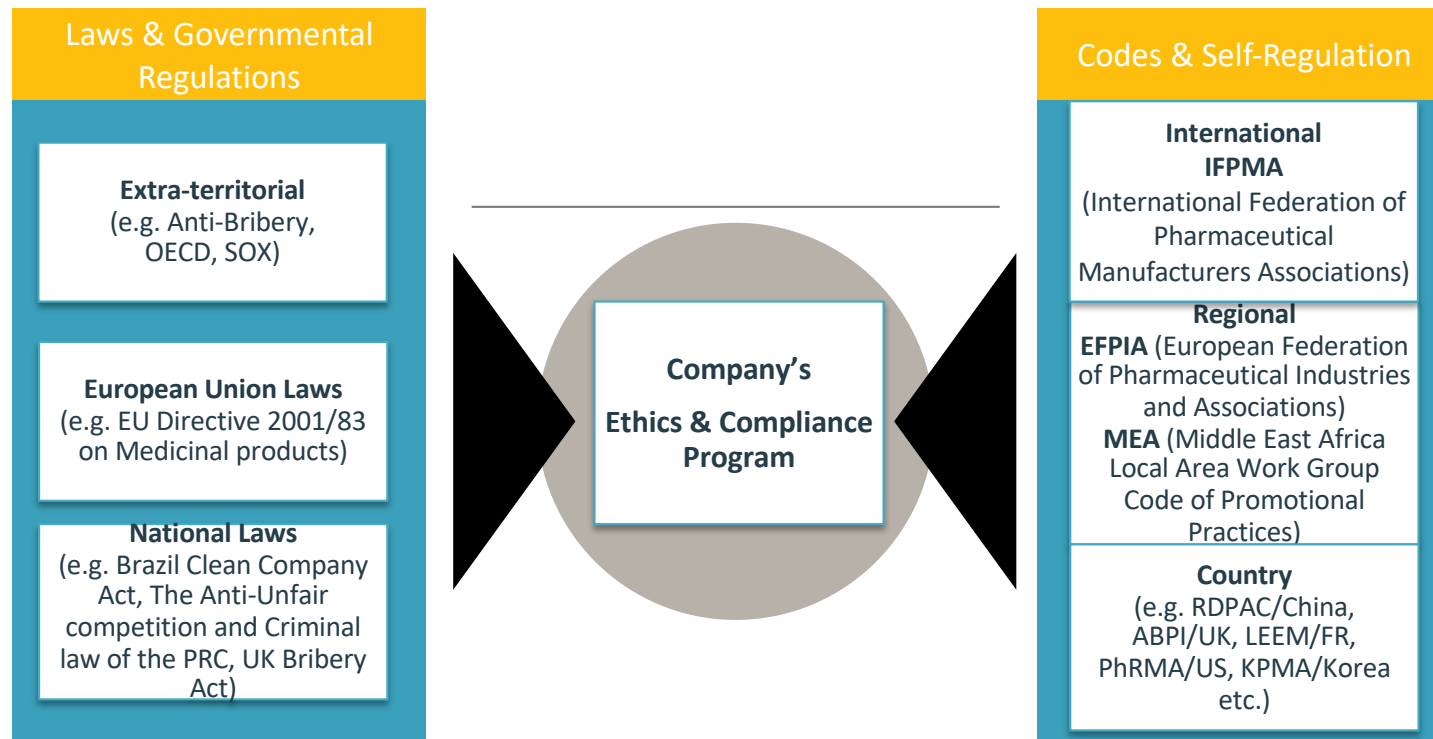 Laws & Governmental
Regulations
Extra-territorial
(e.g. Anti-Bribery,
OECD, SOX)
European Union Laws
(e.g. EU Directive 2001/83
on Medicinal products)
National Laws
(e.g. Brazil Clean Company
Act, The Anti-Unfair
competition and Criminal
law of the PRC, UK Bribery
Act)
Company’s
Ethics & Compliance
Program
Codes & Self-Regulation
International
IFPMA
(International Federation of
Pharmaceutical
Manufacturers Associations)
Regional
EFPIA (European Federation
of Pharmaceutical Industries
and Associations)
MEA (Middle East Africa
Local Area Work Group
Code of Promotional
Practices)
Country
(e.g. RDPAC/China,
ABPI/UK, LEEM/FR,
PhRMA/US, KPMA/Korea
etc.)